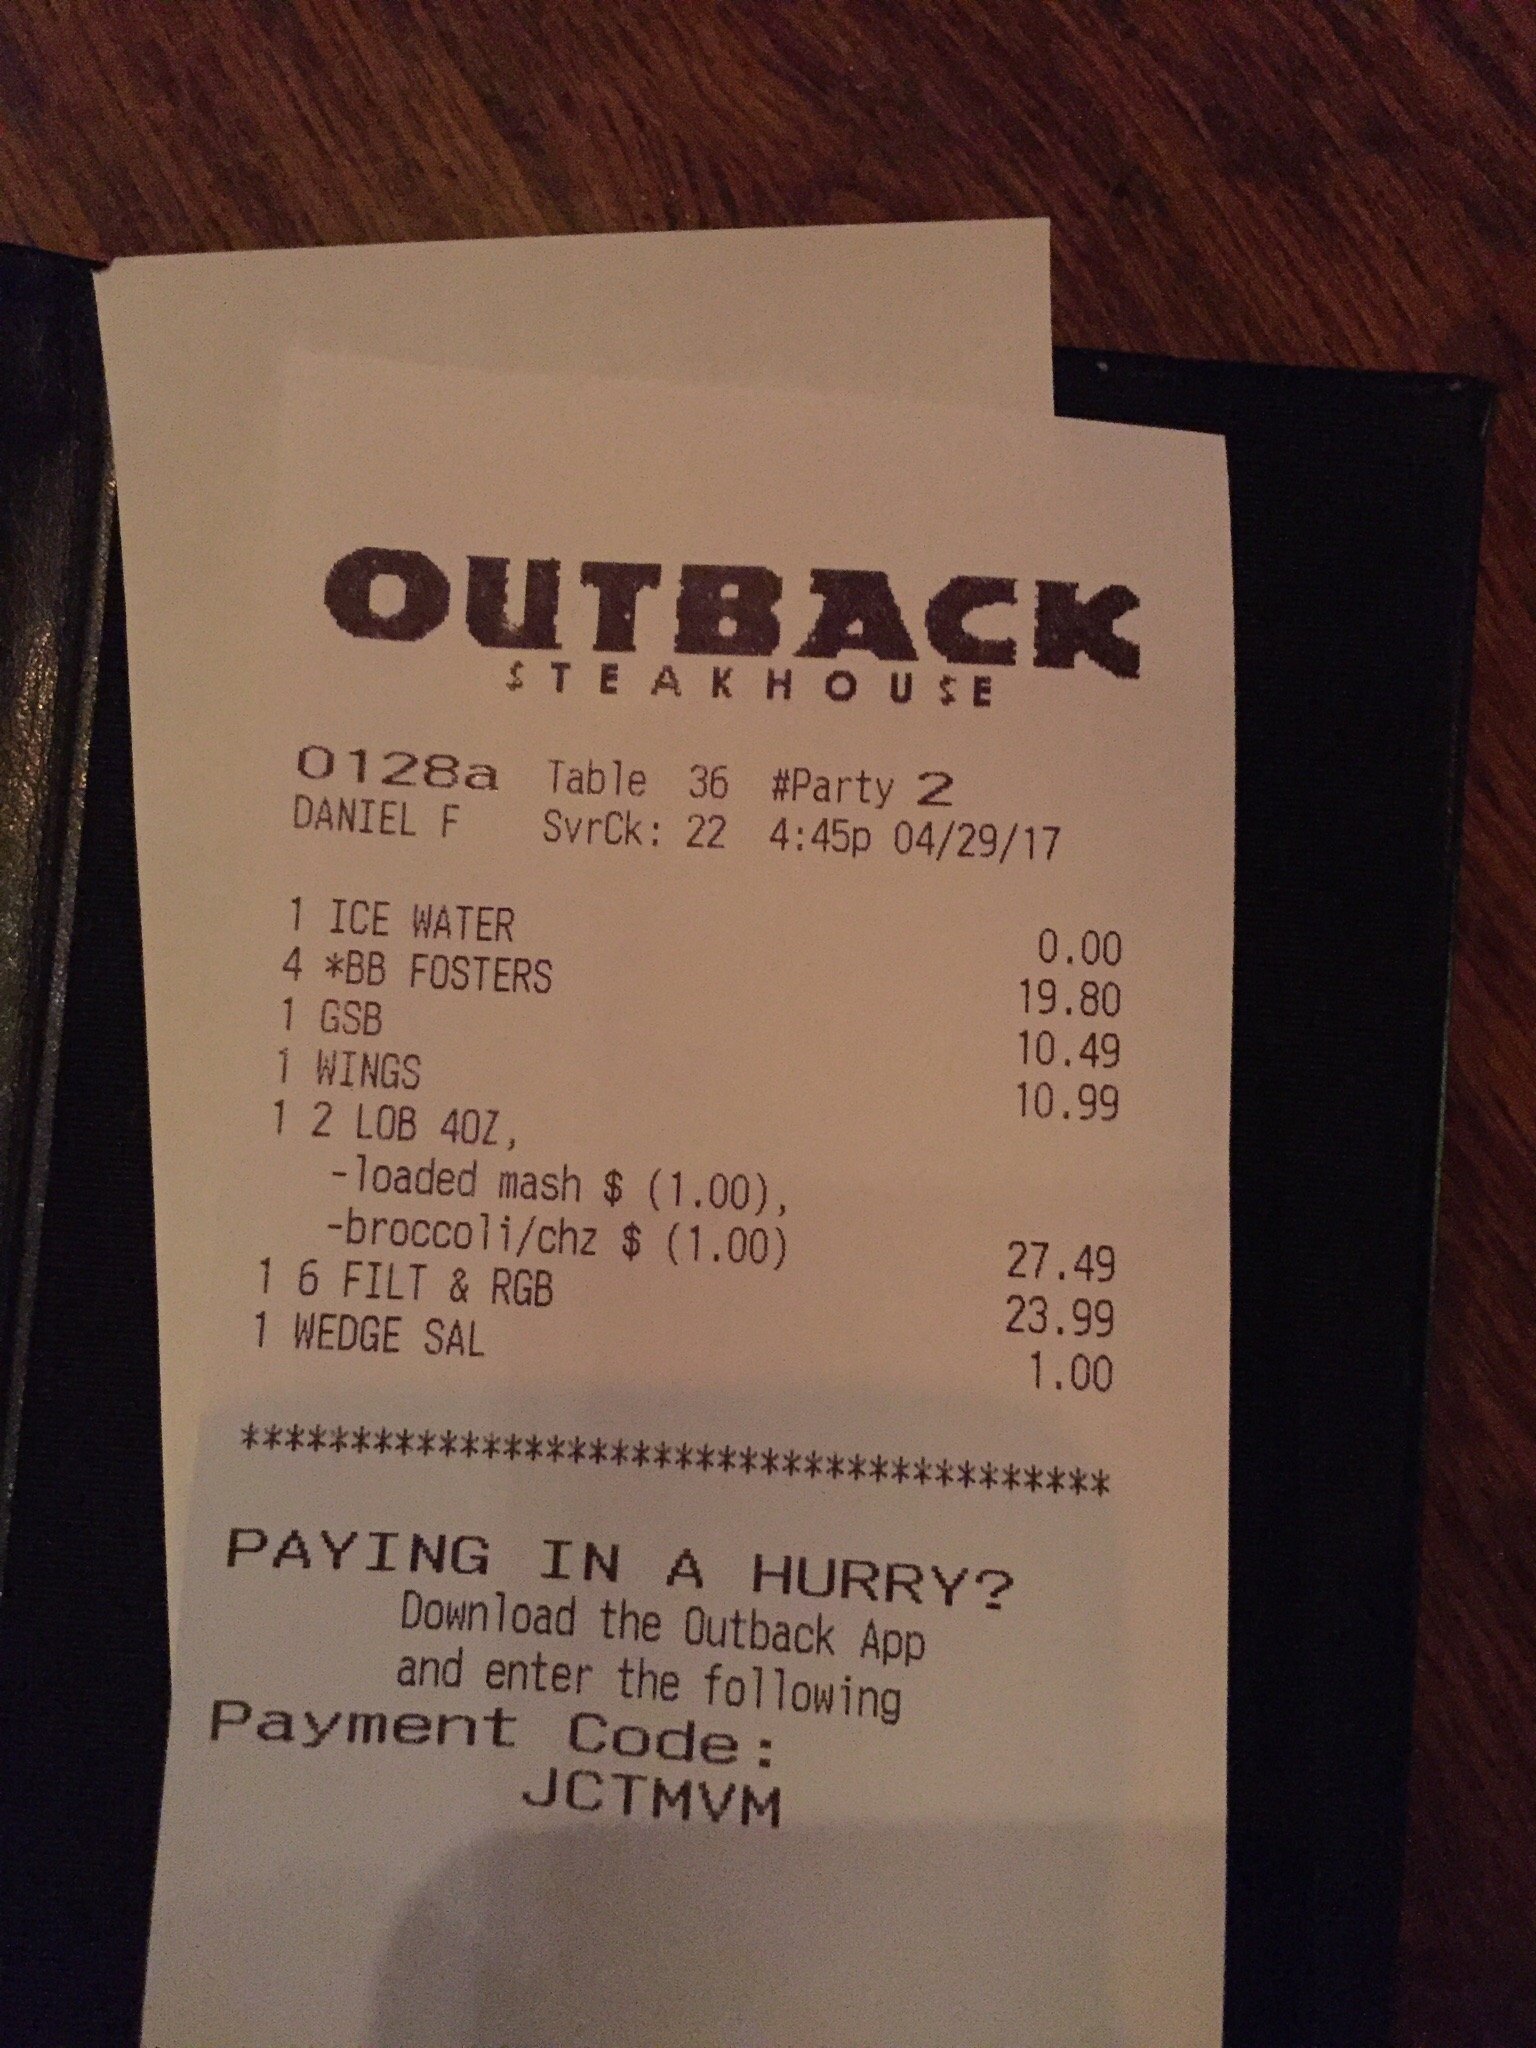 OUTBACK
STEAKHOUSE
0128a Table 36 #Party 2
DANIEL F SvrCk: 22 4:45p 04/29/17
1 ICE WATER 0.00
4 *BB FOSTERS 19.80
1 GSB 10.49
1 WINGS 10.99
1 2 LOB 4OZ,
-loaded mash $ (1.00),
-broccoli/chz $ (1.00) 27.49
1 6 FILT & RGB 23.99
1 WEDGE SAL 1.00
*****************************************
PAYING IN A HURRY?
Download the Outback App
and enter the following
Payment Code:
JCTMVM